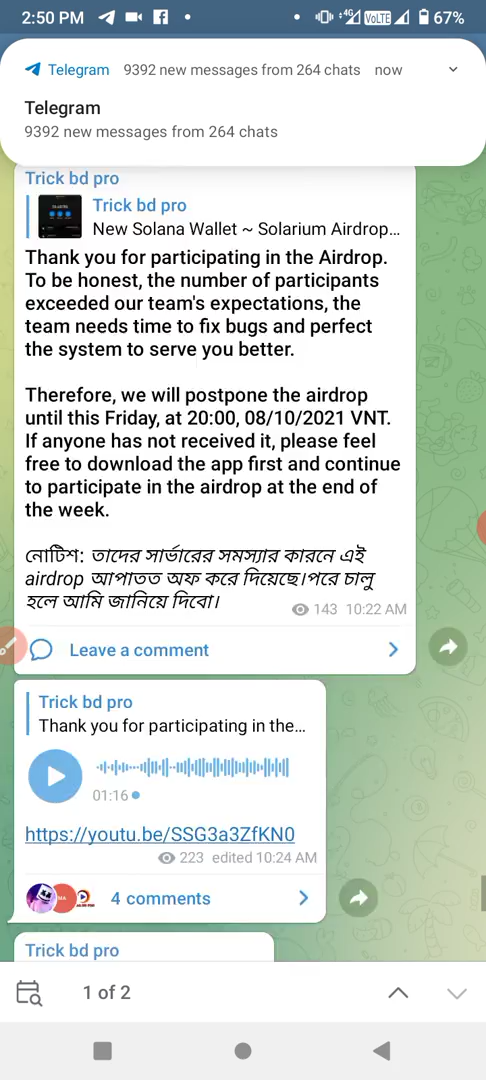 2:50 PM
4G VoLTE 67%
Telegram 9392 new messages from 264 chats now
Telegram
9392 new messages from 264 chats
Trick bd pro
Trick bd pro
New Solana Wallet ~ Solarium Airdrop...
Thank you for participating in the Airdrop.
To be honest, the number of participants
exceeded our team's expectations, the
team needs time to fix bugs and perfect
the system to serve you better.
Therefore, we will postpone the airdrop
until this Friday, at 20:00, 08/10/2021 VNT.
If anyone has not received it, please feel
free to download the app first and continue
to participate in the airdrop at the end of
the week.
নোটিশ: তাদের সার্ভারের সমস্যার কারনে এই
airdrop আপাতত অফ করে দিয়েছে।পরে চালু
হলে আমি জানিয়ে দিবো।
143 10:22 AM
Leave a comment
Trick bd pro
Thank you for participating in the...
01:16
https://youtu.be/SSG3a3ZfKN0
223 edited 10:24 AM
4 comments
Trick bd pro
1 of 2